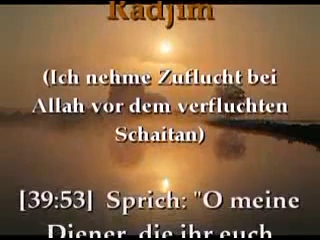 Radjim
(Ich nehme Zuflucht bei
Allah vor dem verfluchten
Schaitan)
[39:53] Sprich: "O meine
Diener, die ihr euch